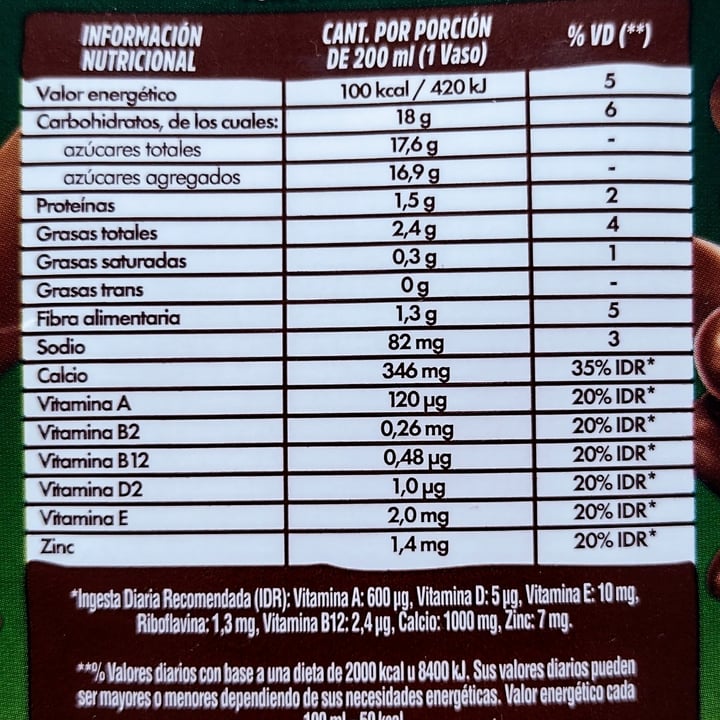 INFORMACIÓN NUTRICIONAL CANT. POR PORCIÓN DE 200 ml (1 Vaso) % VD (**)
Valor energético 100 kcal / 420 kJ 5
Carbohidratos, de los cuales: 18 g 6
azúcares totales 17,6 g -
azúcares agregados 16,9 g -
Proteínas 1,5 g 2
Grasas totales 2,4 g 4
Grasas saturadas 0,3 g 1
Grasas trans 0 g -
Fibra alimentaria 1,3 g 5
Sodio 82 mg 3
Calcio 346 mg 35% IDR*
Vitamina A 120 µg 20% IDR*
Vitamina B2 0,26 mg 20% IDR*
Vitamina B12 0,48 µg 20% IDR*
Vitamina D2 1,0 µg 20% IDR*
Vitamina E 2,0 mg 20% IDR*
Zinc 1,4 mg 20% IDR*
*Ingesta Diaria Recomendada (IDR): Vitamina A: 600 µg, Vitamina D: 5 µg, Vitamina E: 10 mg,
Riboflavina: 1,3 mg, Vitamina B12: 2,4 µg, Calcio: 1000 mg, Zinc: 7 mg.
**% Valores diarios con base a una dieta de 2000 kcal u 8400 kJ. Sus valores diarios pueden
ser mayores o menores dependiendo de sus necesidades energéticas. Valor energético cada
100 ml 50 kcal